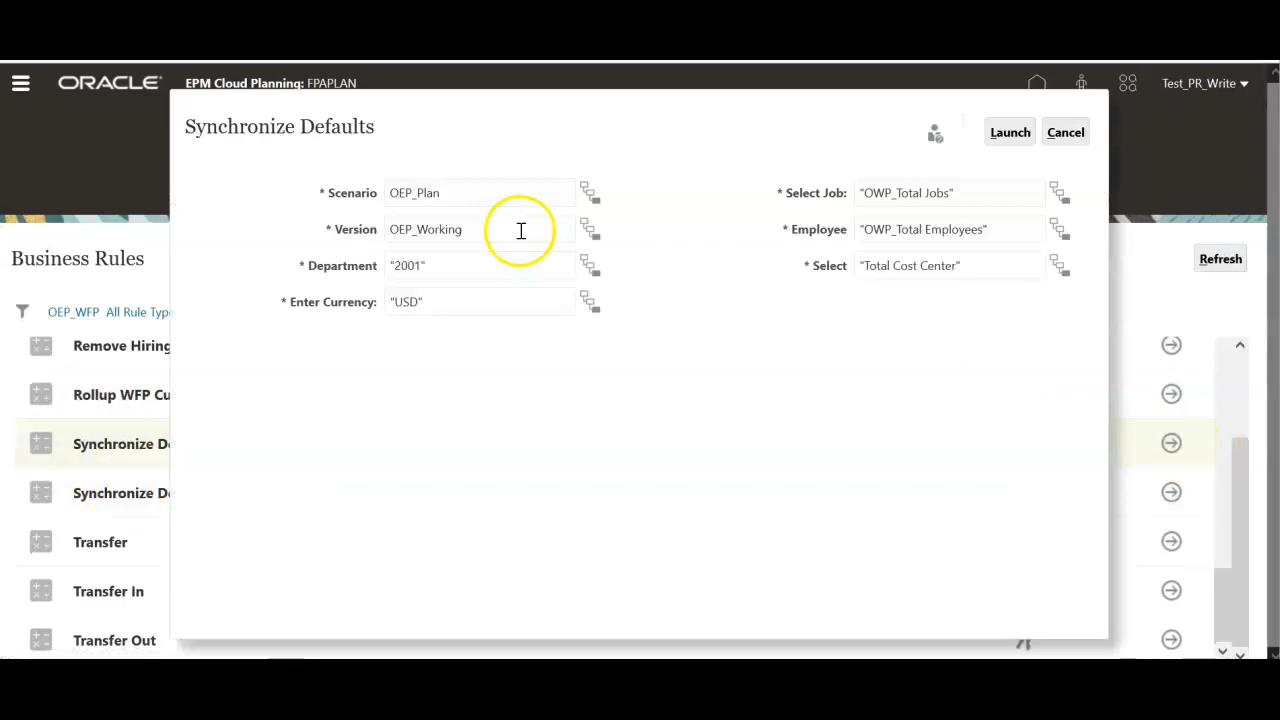 ORACLE EPM Cloud Planning: FPAPLAN Test_PR_Write
Synchronize Defaults Launch Cancel
* Scenario OEP_Plan * Select Job: "OWP_Total Jobs"
* Version OEP_Working * Employee "OWP_Total Employees"
* Department "2001" * Select "Total Cost Center"
* Enter Currency: "USD"
Business Rules Refresh
OEP_WFP All Rule Type
Remove Hiring
Rollup WFP Cu
Synchronize De
Synchronize De
Transfer
Transfer In
Transfer Out